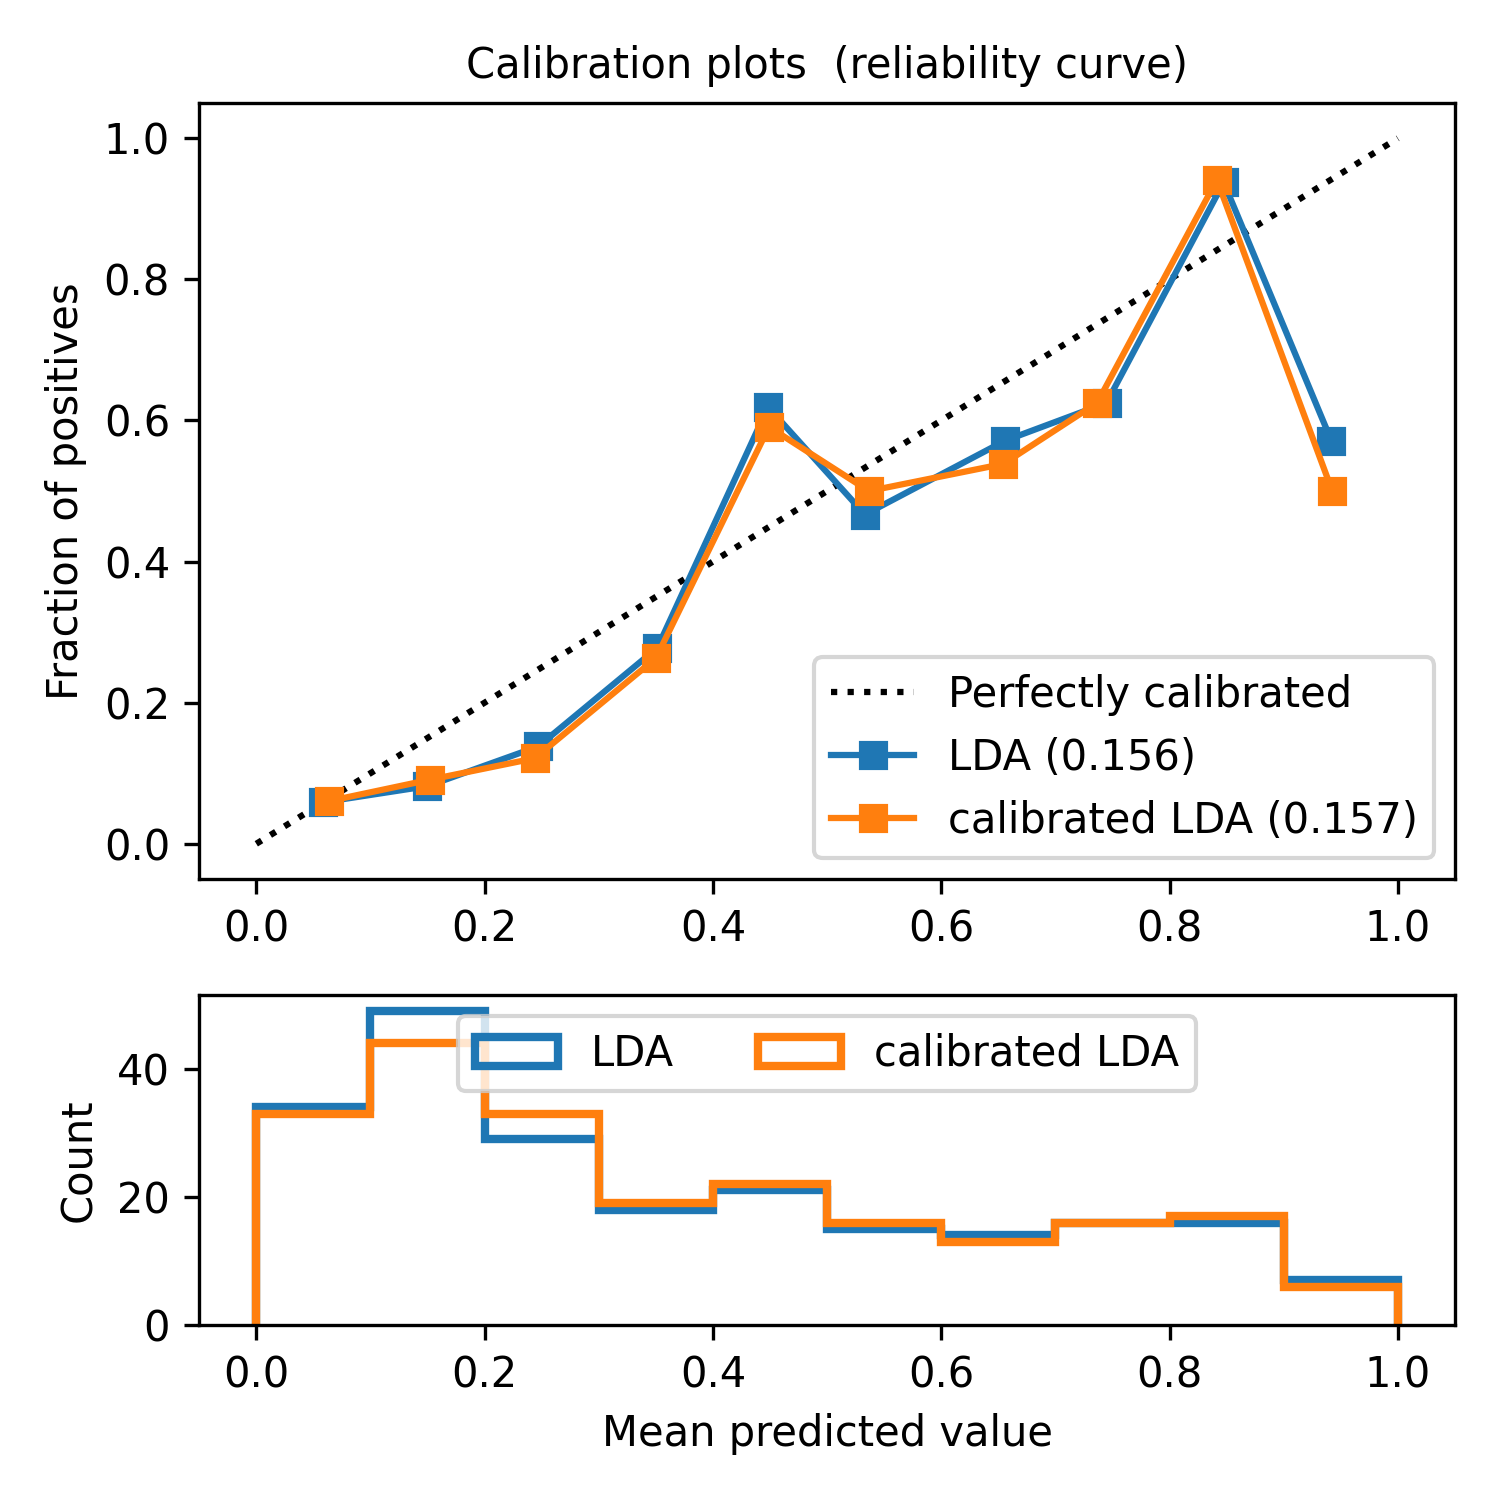 Calibration plots  (reliability curve)
1.0
0.8
0.6
0.4
0.2
0.0
Fraction of positives
Perfectly calibrated
LDA (0.156)
calibrated LDA (0.157)
0.0 0.2 0.4 0.6 0.8 1.0
LDA calibrated LDA
40
20
0
Count
0.0 0.2 0.4 0.6 0.8 1.0
Mean predicted value